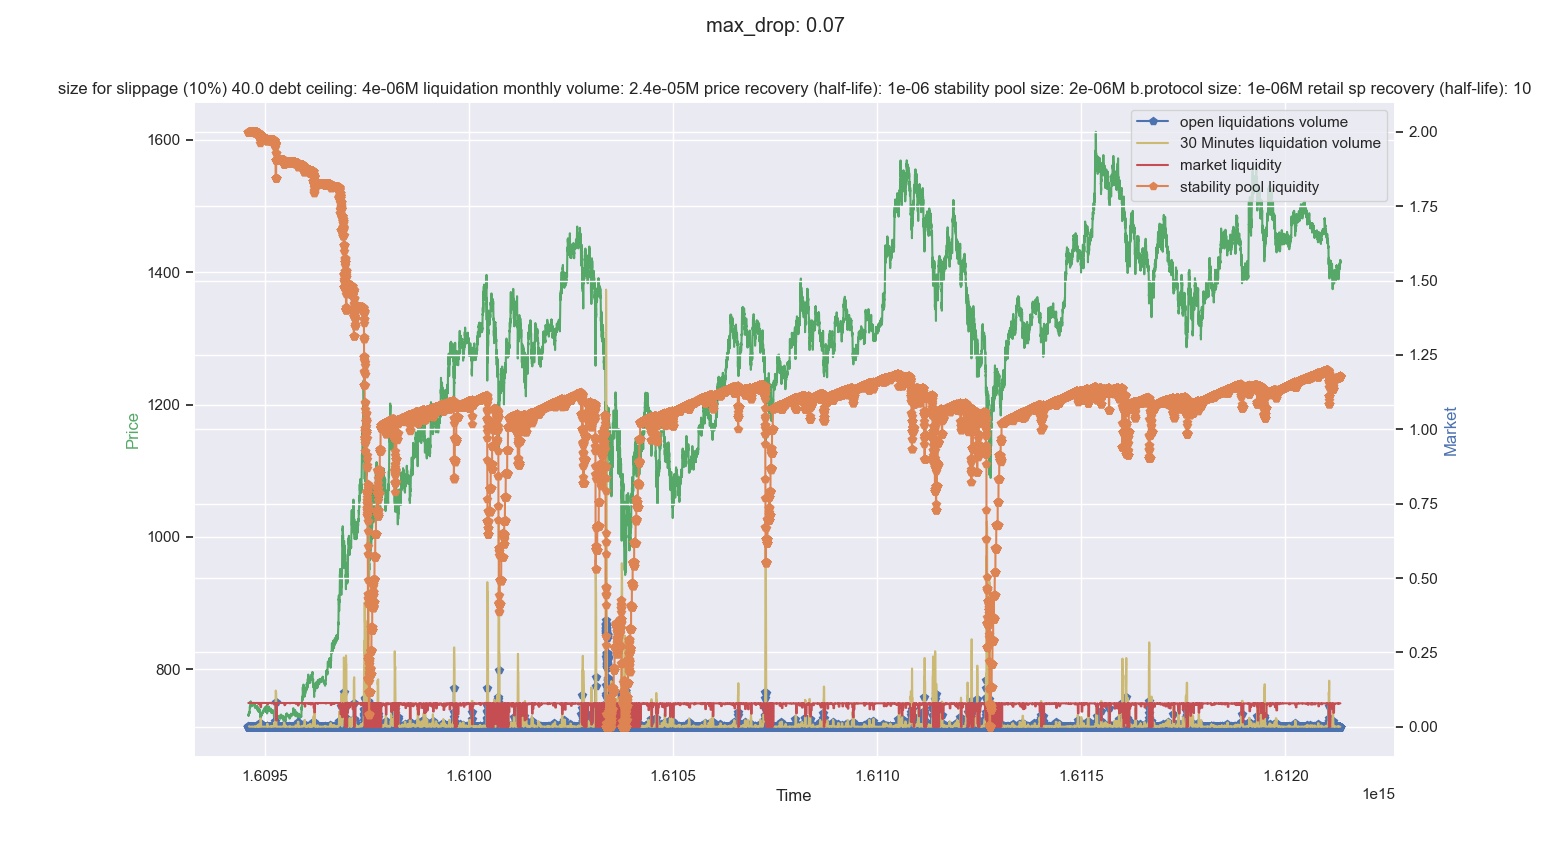 max_drop: 0.07
size for slippage (10%) 40.0 debt ceiling: 4e-06M liquidation monthly volume: 2.4e-05M price recovery (half-life): 1e-06 stability pool size: 2e-06M b.protocol size: 1e-06M retail sp recovery (half-life): 10
open liquidations volume
30 Minutes liquidation volume
market liquidity
stability pool liquidity
1600
1400
1200
1000
800
Price
2.00
1.75
1.50
1.25
1.00
0.75
0.50
0.25
0.00
Market
1.6095 1.6100 1.6105 1.6110 1.6115 1.6120
Time
1e15